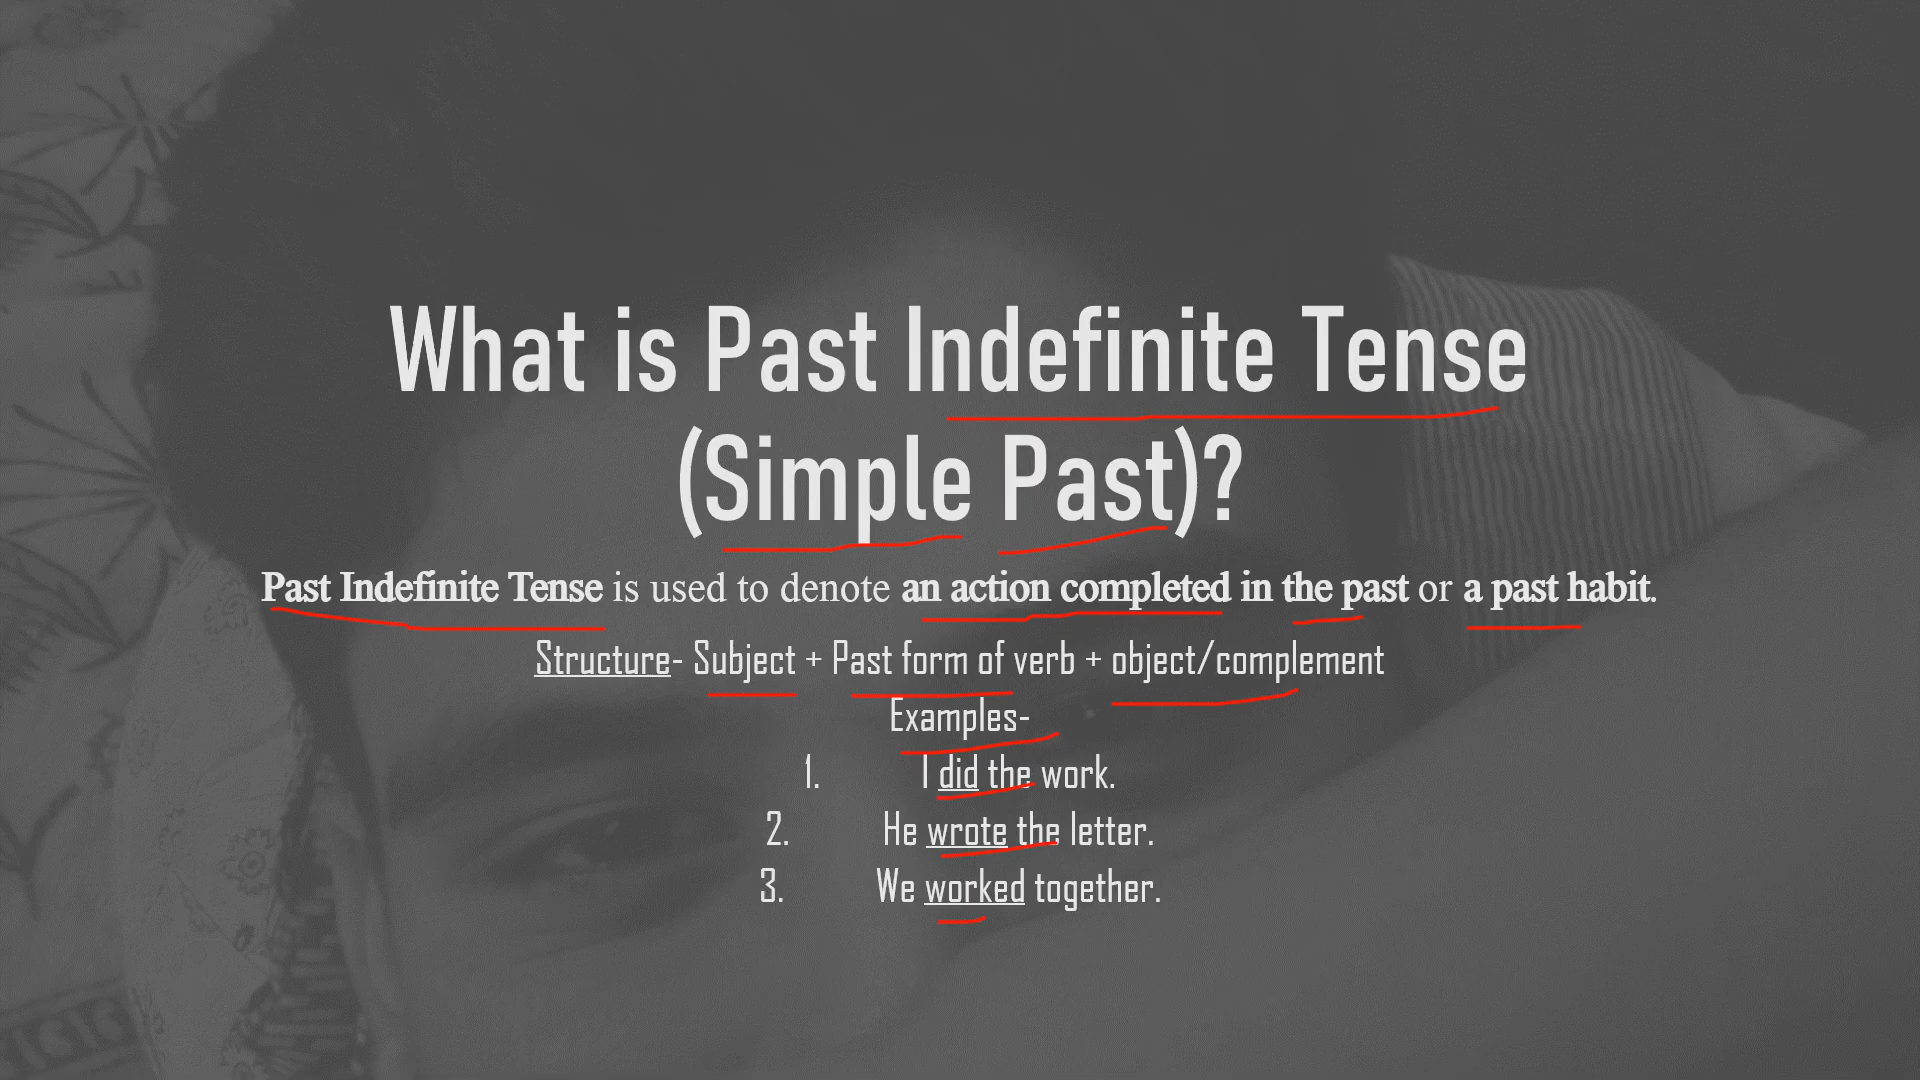 What is Past Indefinite Tense
(Simple Past)?
Past Indefinite Tense is used to denote an action completed in the past or a past habit.
Structure- Subject + Past form of verb + object/complement
Examples-
1. I did the work.
2. He wrote the letter.
3. We worked together.